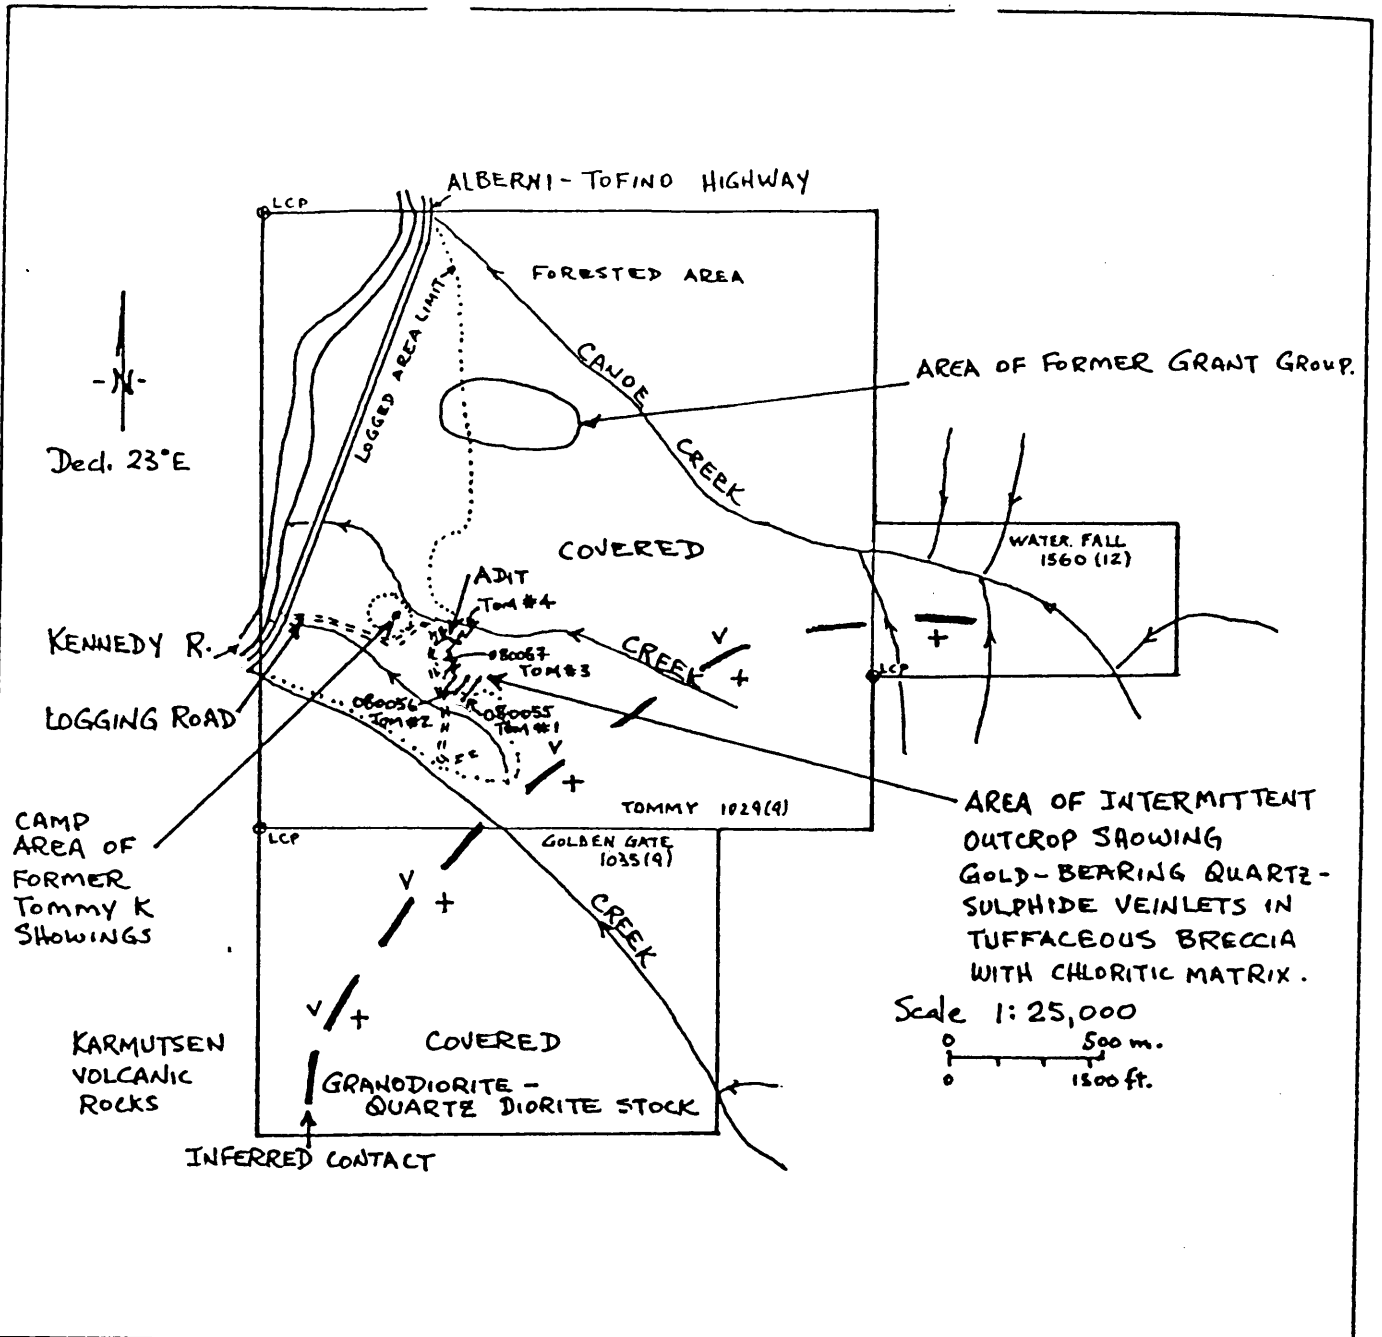 ALBERNI - TOFINO HIGHWAY
LCP
FORESTED AREA
LOGGED AREA LIMIT
-N-
Decl. 23°E
CANOE
CREEK
AREA OF FORMER GRANT GROUP.
COVERED
WATER. FALL
1560 (12)
ADIT
TOM #4
KENNEDY R.
080067
TOM #3
CREEK
V
+
+
LCP
LOGGING ROAD
080056
TOM #2
080055
TOM #1
V
+
TOMMY 1029(9)
CAMP
AREA OF
FORMER
TOMMY K
SHOWINGS
LCP
GOLDEN GATE
1035(9)
AREA OF INTERMITTENT
OUTCROP SHOWING
GOLD-BEARING QUARTZ-
SULPHIDE VEINLETS IN
TUFFACEOUS BRECCIA
WITH CHLORITIC MATRIX.
V
+
CREEK
V
+
Scale 1:25,000
0 500 m.
0 1500 ft.
KARMUTSEN
VOLCANIC
ROCKS
COVERED
GRANODIORITE -
QUARTZ DIORITE STOCK
INFERRED CONTACT